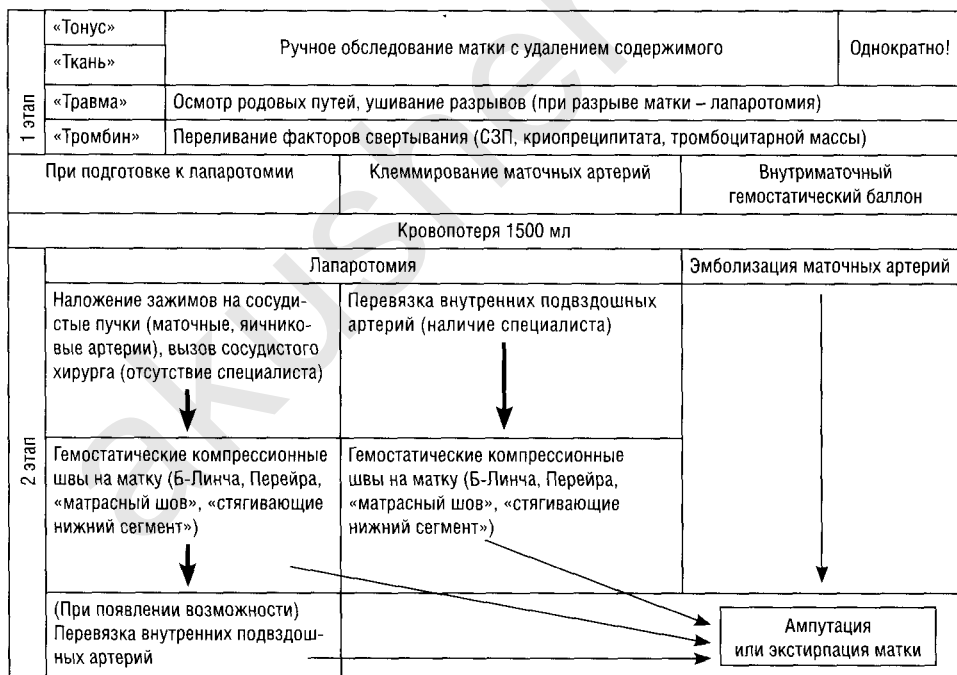 «Тонус»
«Ткань»
Ручное обследование матки с удалением содержимого
Однократно!
1 этап
«Травма»
Осмотр родовых путей, ушивание разрывов (при разрыве матки – лапаротомия)
«Тромбин»
Переливание факторов свертывания (СЗП, криопреципитата, тромбоцитарной массы)
При подготовке к лапаротомии
Клеммирование маточных артерий
Внутриматочный
гемостатический баллон
Кровопотеря 1500 мл
2 этап
Лапаротомия
Эмболизация маточных артерий
Наложение зажимов на сосуди-
стые пучки (маточные, яичнико-
вые артерии), вызов сосудистого
хирурга (отсутствие специалиста)
Перевязка внутренних подвздошных
артерий (наличие специалиста)
Гемостатические компрессионные
швы на матку (Б-Линча, Перейра,
«матрасный шов», «стягивающие
нижний сегмент»)
Гемостатические компрессионные
швы на матку (Б-Линча, Перейра,
«матрасный шов», «стягивающие
нижний сегмент»)
(При появлении возможности)
Перевязка внутренних подвздош-
ных артерий
Ампутация
или экстирпация матки
akusher